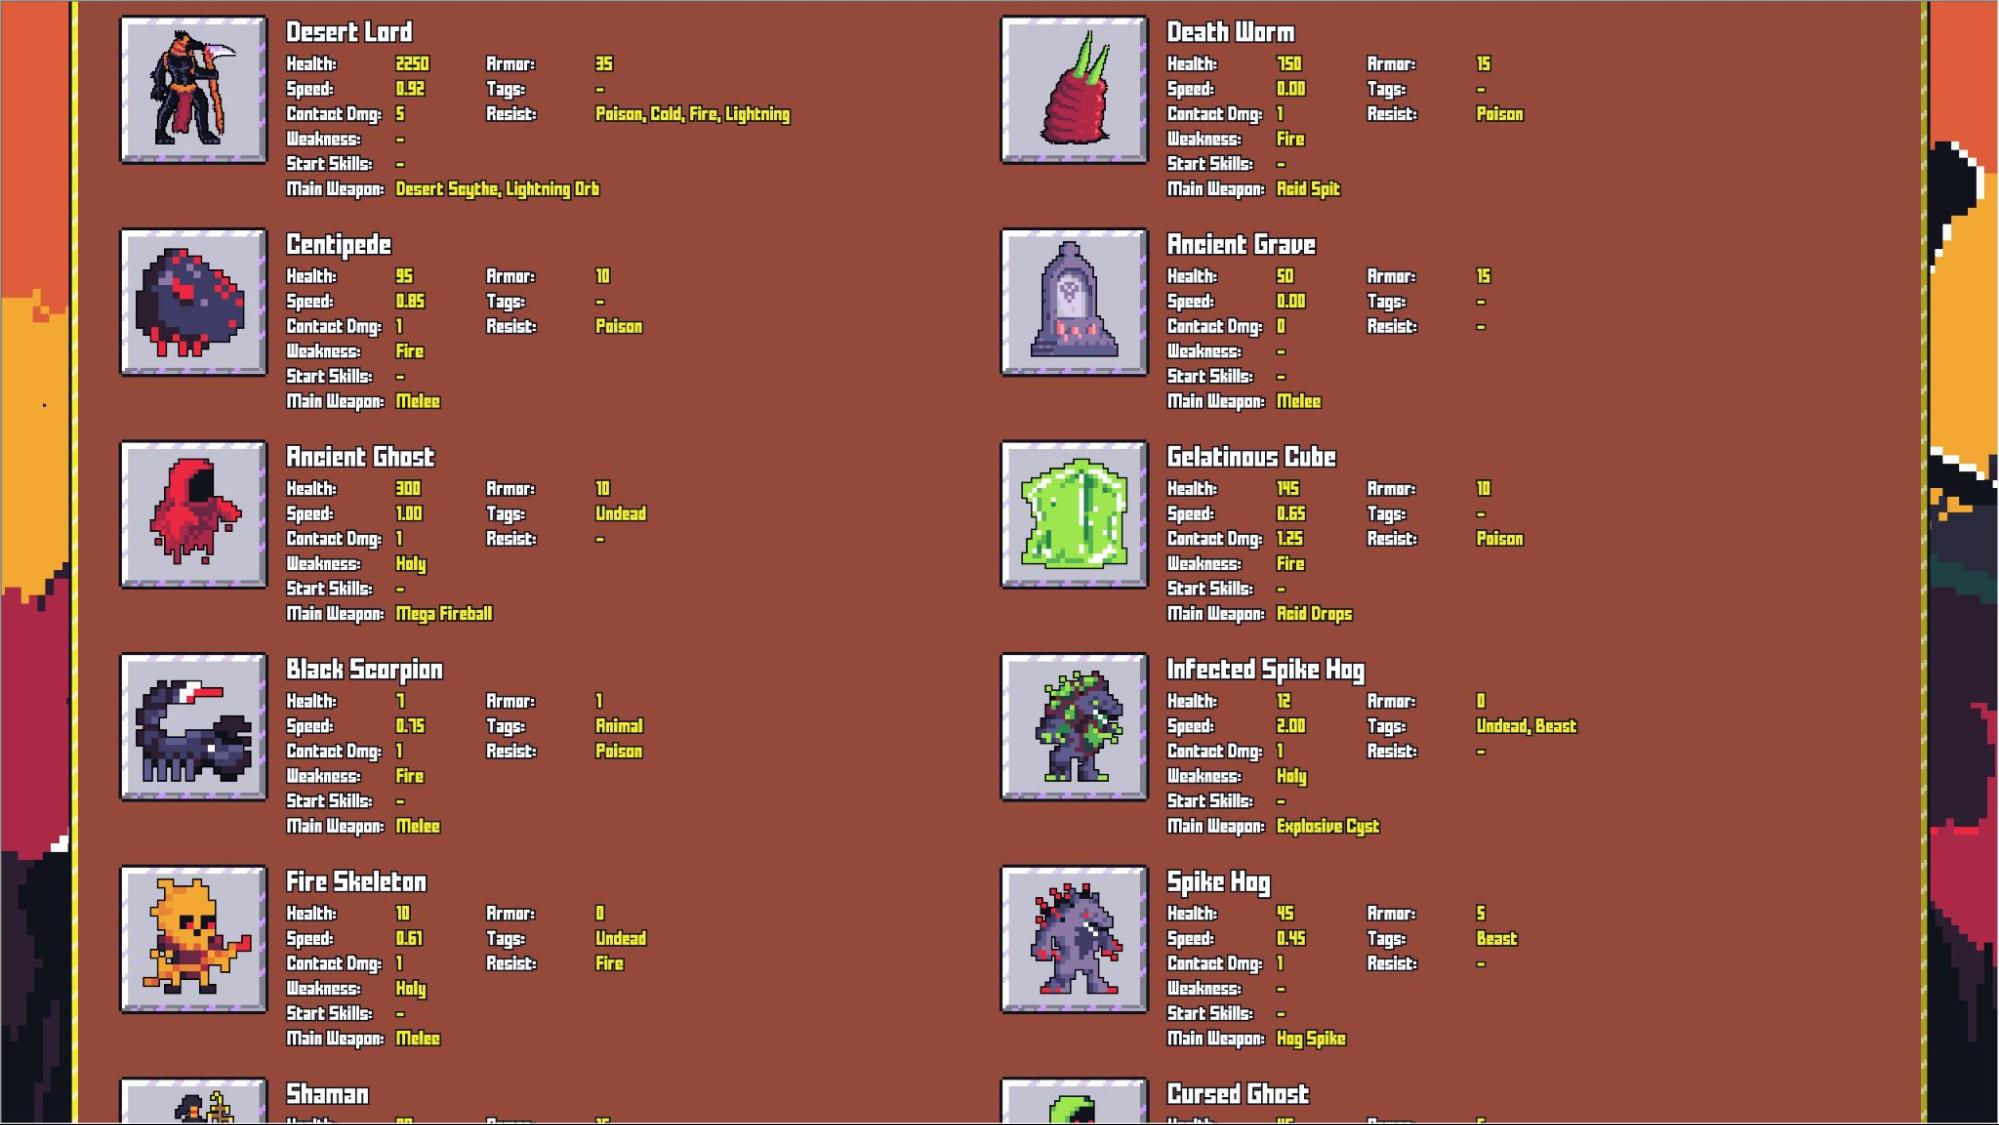 Desert Lord
Health: 2250 Armor: 35
Speed: 0.92 Tags: -
Contact Dmg: 5 Resist: Poison, Cold, Fire, Lightning
Weakness: -
Start Skills: -
Main Weapon: Desert Scythe, Lightning Orb
Death Worm
Health: 750 Armor: 15
Speed: 0.00 Tags: -
Contact Dmg: 1 Resist: Poison
Weakness: Fire
Start Skills: -
Main Weapon: Acid Spit
Centipede
Health: 95 Armor: 10
Speed: 0.85 Tags: -
Contact Dmg: 1 Resist: Poison
Weakness: Fire
Start Skills: -
Main Weapon: Melee
Ancient Grave
Health: 50 Armor: 15
Speed: 0.00 Tags: -
Contact Dmg: 0 Resist: -
Weakness: -
Start Skills: -
Main Weapon: Melee
Ancient Ghost
Health: 300 Armor: 10
Speed: 1.00 Tags: Undead
Contact Dmg: 1 Resist: -
Weakness: Holy
Start Skills: -
Main Weapon: Mega Fireball
Gelatinous Cube
Health: 145 Armor: 10
Speed: 0.65 Tags: -
Contact Dmg: 1.25 Resist: Poison
Weakness: Fire
Start Skills: -
Main Weapon: Acid Drops
Black Scorpion
Health: 7 Armor: 1
Speed: 0.75 Tags: Animal
Contact Dmg: 1 Resist: Poison
Weakness: Fire
Start Skills: -
Main Weapon: Melee
Infected Spike Hog
Health: 12 Armor: 0
Speed: 2.00 Tags: Undead, Beast
Contact Dmg: 1 Resist: -
Weakness: Holy
Start Skills: -
Main Weapon: Explosive Cyst
Fire Skeleton
Health: 10 Armor: 0
Speed: 0.61 Tags: Undead
Contact Dmg: 1 Resist: Fire
Weakness: Holy
Start Skills: -
Main Weapon: Melee
Spike Hog
Health: 45 Armor: 5
Speed: 0.45 Tags: Beast
Contact Dmg: 1 Resist: -
Weakness: -
Start Skills: -
Main Weapon: Hog Spike
Shaman
Cursed Ghost